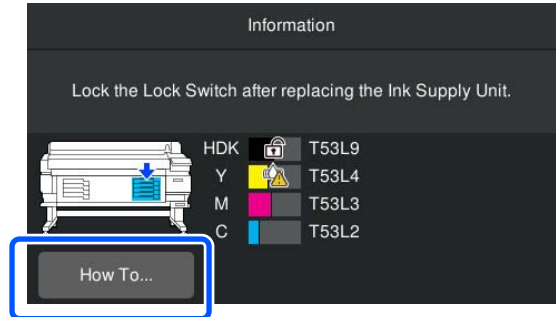 Information
Lock the Lock Switch after replacing the Ink Supply Unit.
HDK T53L9
Y T53L4
M T53L3
C T53L2
How To...